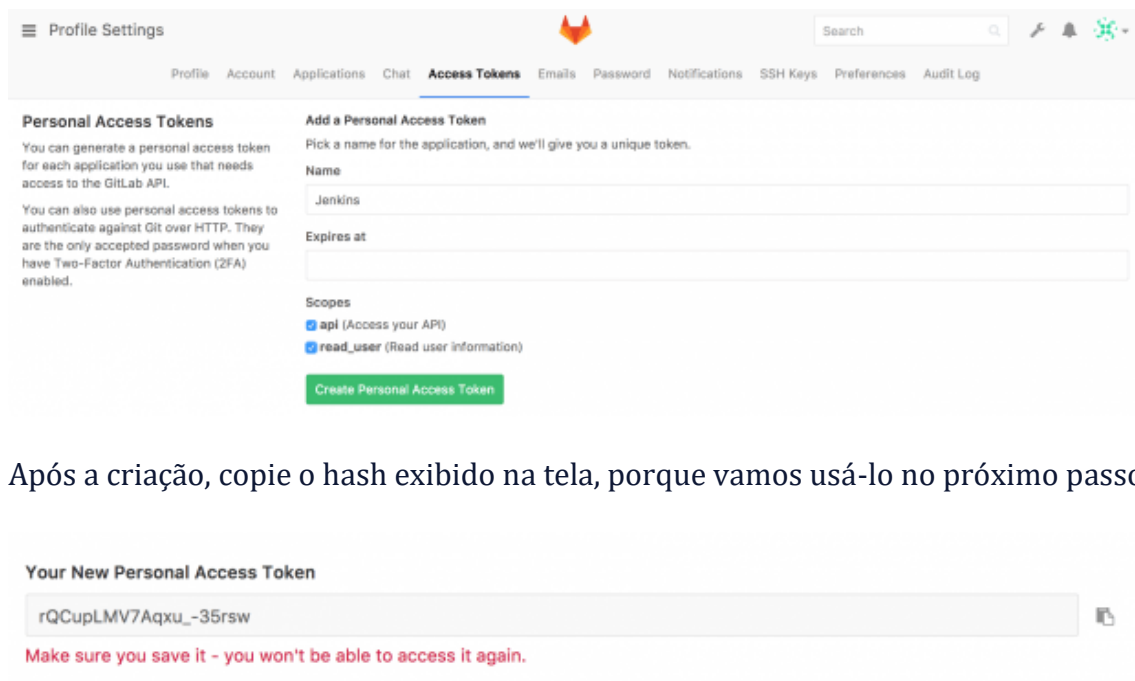 Profile Settings
Search
Profile Account Applications Chat Access Tokens Emails Password Notifications SSH Keys Preferences Audit Log
Personal Access Tokens
You can generate a personal access token
for each application you use that needs
access to the GitLab API.
You can also use personal access tokens to
authenticate against Git over HTTP. They
are the only accepted password when you
have Two-Factor Authentication (2FA)
enabled.
Add a Personal Access Token
Pick a name for the application, and we'll give you a unique token.
Name
Jenkins
Expires at
Scopes
api (Access your API)
read_user (Read user information)
Create Personal Access Token
Após a criação, copie o hash exibido na tela, porque vamos usá-lo no próximo passo
Your New Personal Access Token
rQCupLMV7Aqxu_-35rsw
Make sure you save it - you won't be able to access it again.